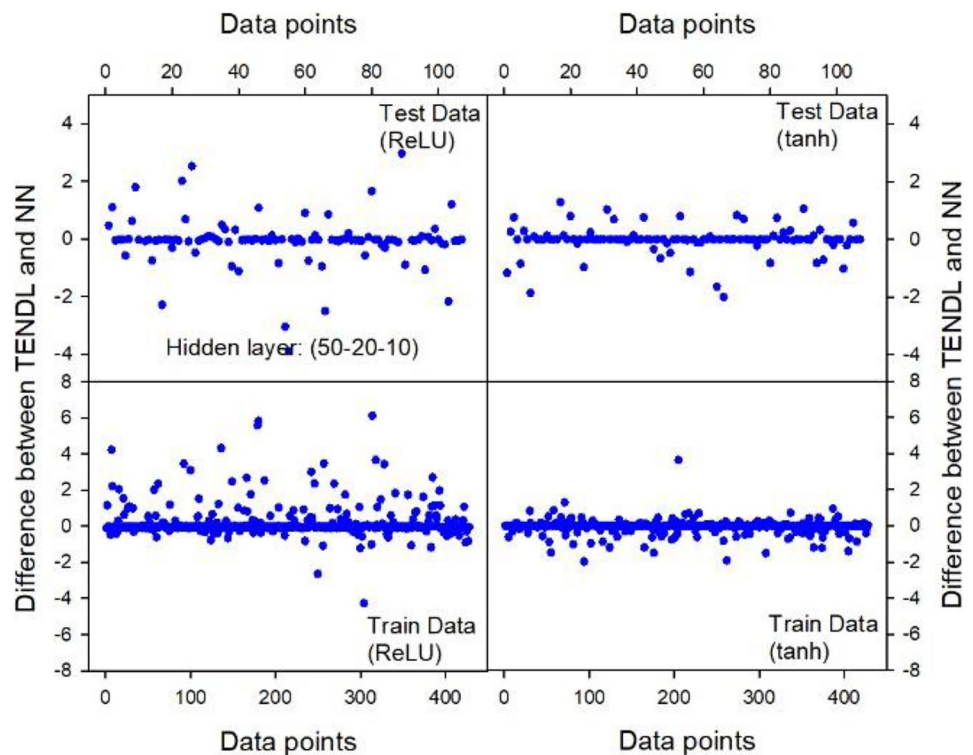 Data points
Data points
0 20 40 60 80 100
0 20 40 60 80 100
Difference between TENDL and NN
4
2
0
-2
-4
Test Data
(ReLU)
Hidden layer: (50-20-10)
Test Data
(tanh)
4
2
0
-2
-4
Difference between TENDL and NN
8
6
4
2
0
-2
-4
-6
-8
Train Data
(ReLU)
Train Data
(tanh)
8
6
4
2
0
-2
-4
-6
-8
0 100 200 300 400
0 100 200 300 400
Data points
Data points